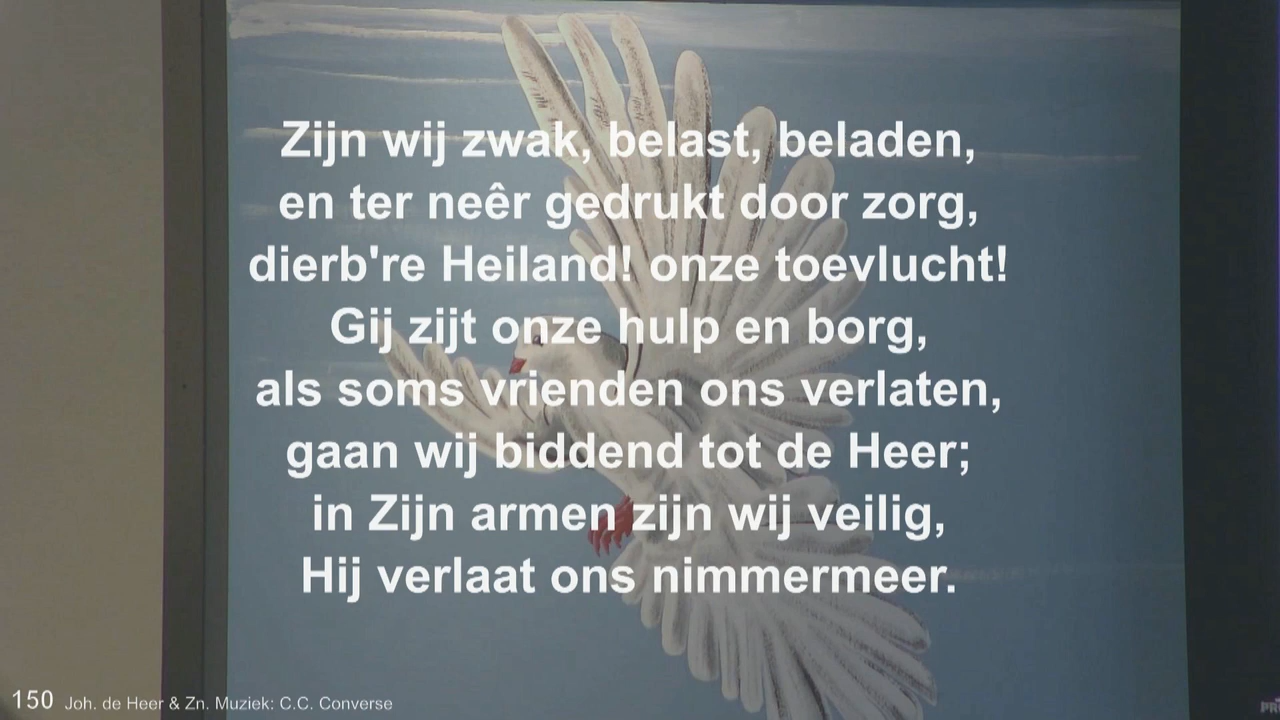 Zijn wij zwak, belast, beladen,
en ter neêr gedrukt door zorg,
dierb're Heiland! onze toevlucht!
Gij zijt onze hulp en borg,
als soms vrienden ons verlaten,
gaan wij biddend tot de Heer;
in Zijn armen zijn wij veilig,
Hij verlaat ons nimmermeer.
150 Joh. de Heer & Zn. Muziek: C.C. Converse